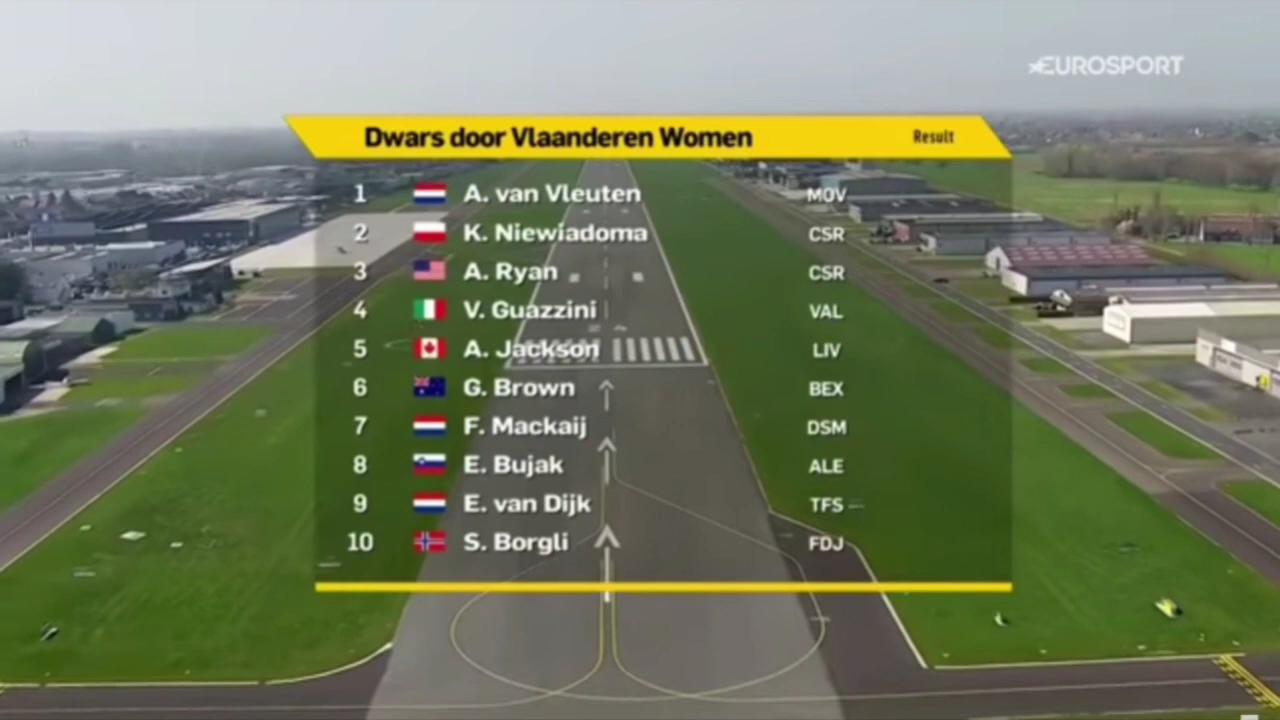 EUROSPORT
Dwars door Vlaanderen Women Result
1 A. van Vleuten MOV
2 K. Niewiadoma CSR
3 A. Ryan CSR
4 V. Guazzini VAL
5 A. Jackson LIV
6 G. Brown BEX
7 F. Mackaij DSM
8 E. Bujak ALE
9 E. van Dijk TFS
10 S. Borgli FDJ